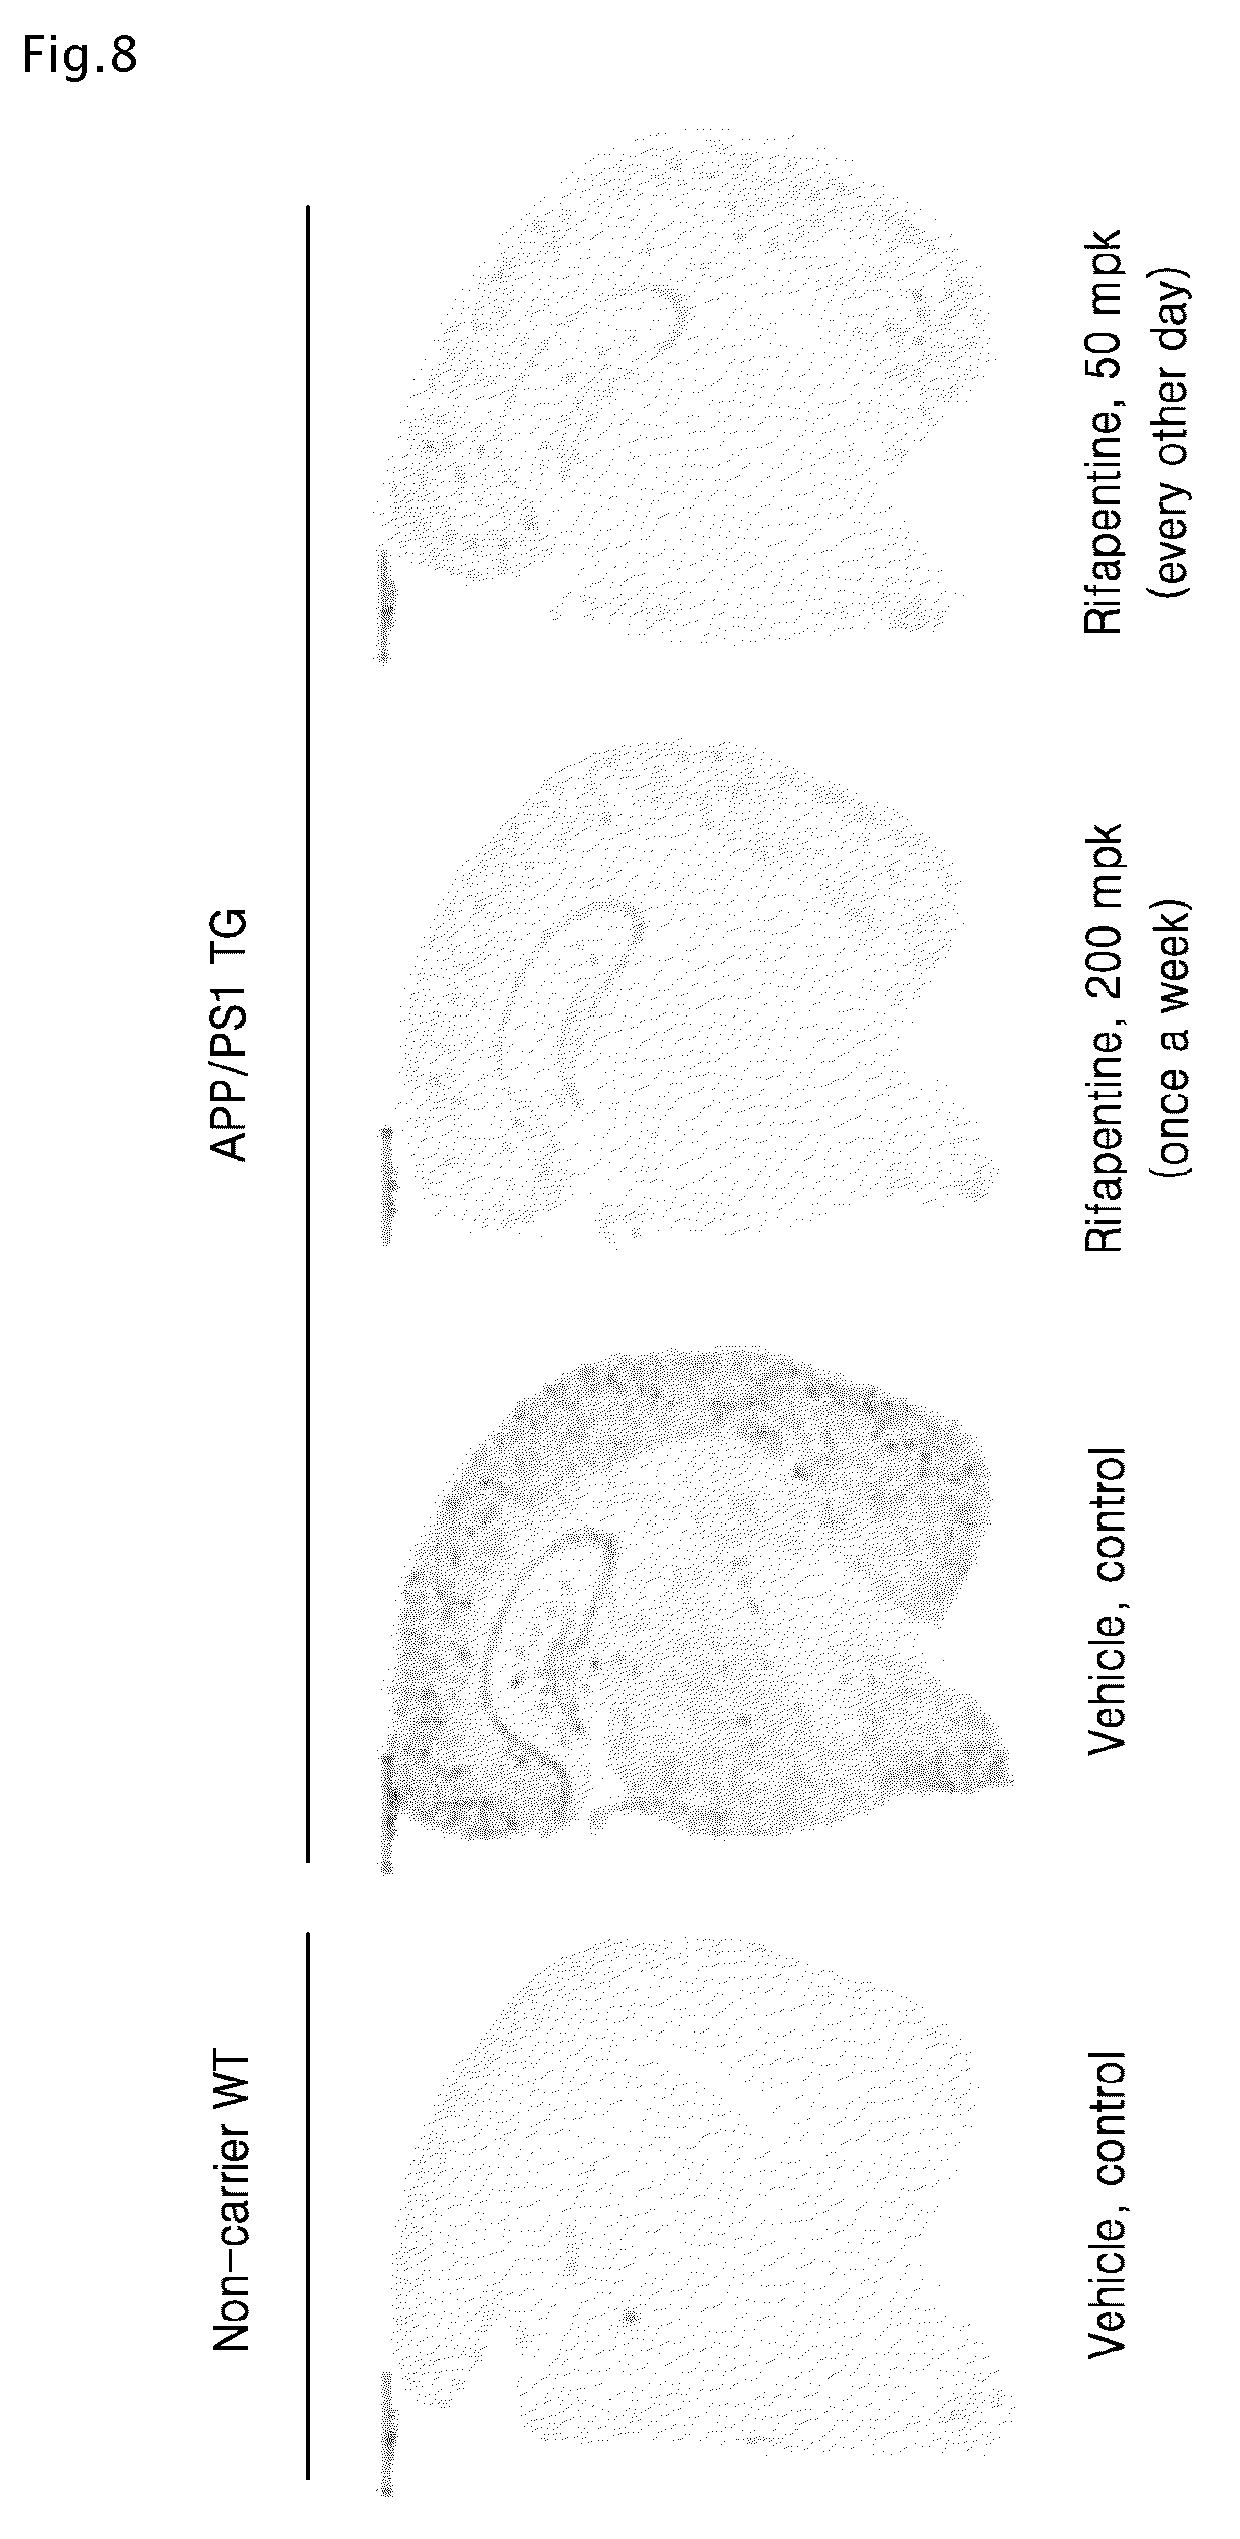 Fig.8
Non-carrier WT
APP/PS1 TG
Vehicle, control
Vehicle, control
Rifapentine, 200 mpk
(once a week)
Rifapentine, 50 mpk
(every other day)